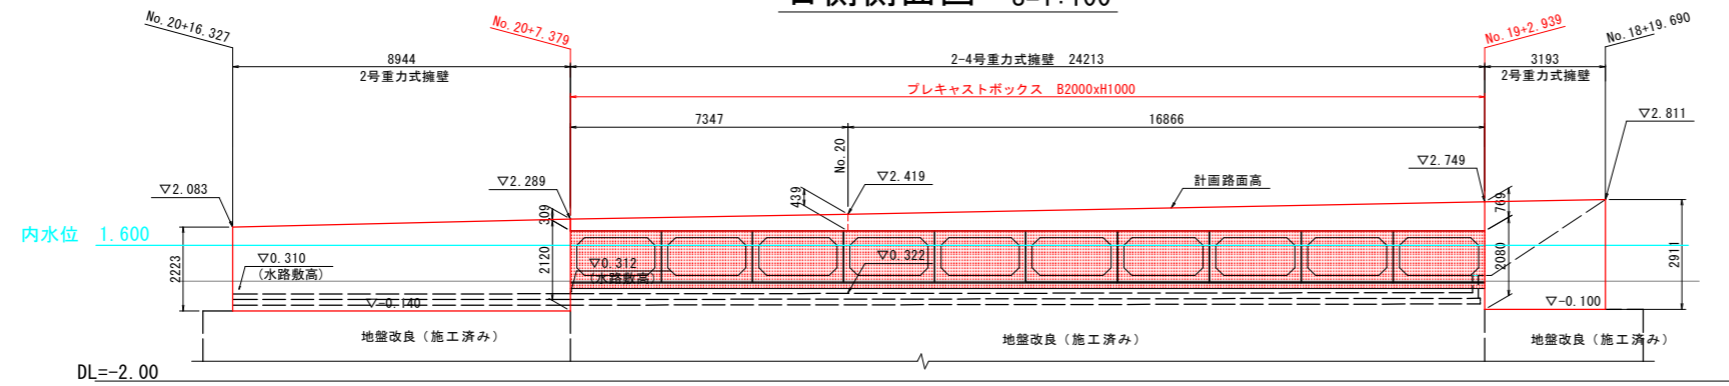 S=1:100
No.20+16.327
No.20+7.379
No.19+2.939
No.18+19.690
8944
2号重力式擁壁
2-4号重力式擁壁 24213
3193
2号重力式擁壁
プレキャストボックス B2000xH1000
7347
16866
▽2.811
No.20
▽2.083
▽2.289
439
▽2.419
計画路面高
▽2.749
769
309
内水位 1.600
2223
▽0.310
(水路敷高)
2120
▽0.312
(水路敷高)
▽0.322
2080
2911
▽-0.140
▽-0.100
地盤改良(施工済み)
地盤改良(施工済み)
地盤改良(施工済み)
DL=-2.00